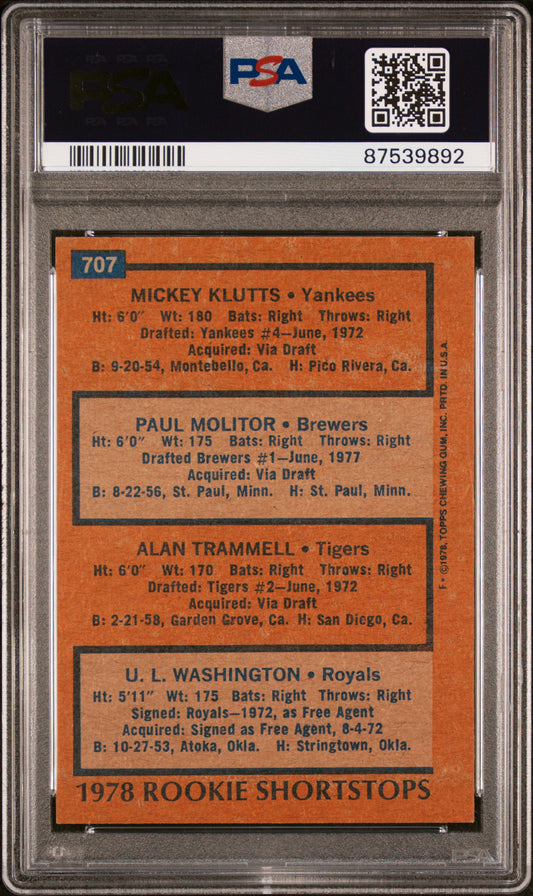 PSA
PSA
87539892
707
MICKEY KLUTTS • Yankees
Ht: 6'0" Wt: 180 Bats: Right Throws: Right
Drafted: Yankees #4—June, 1972
Acquired: Via Draft
B: 9-20-54, Montebello, Ca. H: Pico Rivera, Ca.
PAUL MOLITOR • Brewers
Ht: 6'0" Wt: 175 Bats: Right Throws: Right
Drafted Brewers #1—June, 1977
Acquired: Via Draft
B: 8-22-56, St. Paul, Minn. H: St. Paul, Minn.
ALAN TRAMMELL • Tigers
Ht: 6'0" Wt: 170 Bats: Right Throws: Right
Drafted: Tigers #2—June, 1972
Acquired: Via Draft
B: 2-21-58, Garden Grove, Ca. H: San Diego, Ca.
U. L. WASHINGTON • Royals
Ht: 5'11" Wt: 175 Bats: Right Throws: Right
Signed: Royals—1972, as Free Agent
Acquired: Signed as Free Agent, 8-4-72
B: 10-27-53, Atoka, Okla. H: Stringtown, Okla.
1978 ROOKIE SHORTSTOPS
F* ©1978, TOPPS CHEWING GUM, INC. PRTD. IN U.S.A
PSA